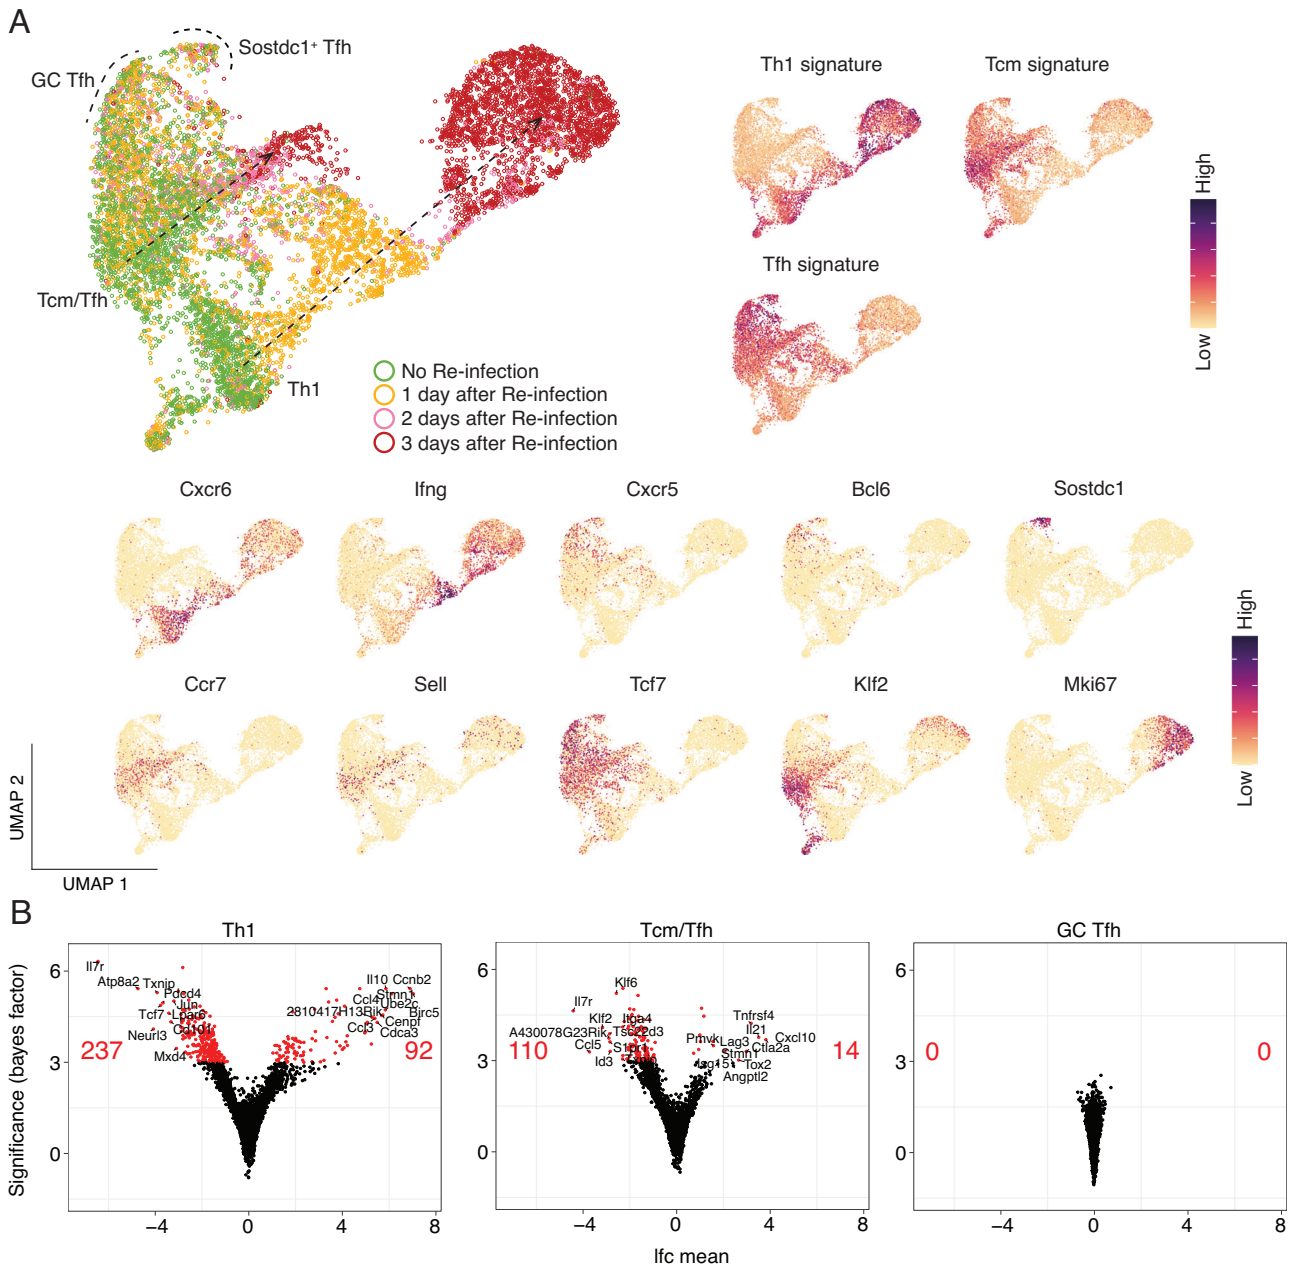 A
Sostdc1+ Tfh
GC Tfh
Tcm/Tfh
Th1
No Re-infection
1 day after Re-infection
2 days after Re-infection
3 days after Re-infection
Th1 signature
Tcm signature
Tfh signature
High
Low
Cxcr6
Ifng
Cxcr5
Bcl6
Sostdc1
Ccr7
Sell
Tcf7
Klf2
Mki67
High
Low
UMAP 2
UMAP 1
B
Th1
Tcm/Tfh
GC Tfh
Significance (bayes factor)
6
3
0
−4
0
4
8
Il7r
Atp8a2
Txnip
Pdcd4
Jun
Tcf7
Lpar6
Neurl3
Cd101
Mxd4
237
Il10
Ccnb2
Ccl4
Stmn1
Ube2c
2810417H13Rik
Birc5
Cenpf
Ccl3
Cdca3
92
6
3
0
−4
0
4
8
Klf6
Il7r
Klf2
Itga4
A430078G23Rik
Tsc22d3
Ccl5
S1pr1
Id3
110
Tnfrsf4
Il21
Pmvk
Lag3
Cxcl10
Ctla2a
Stmn1
Isg15
Tox2
Angptl2
14
6
3
0
−4
0
4
8
0
0
lfc mean